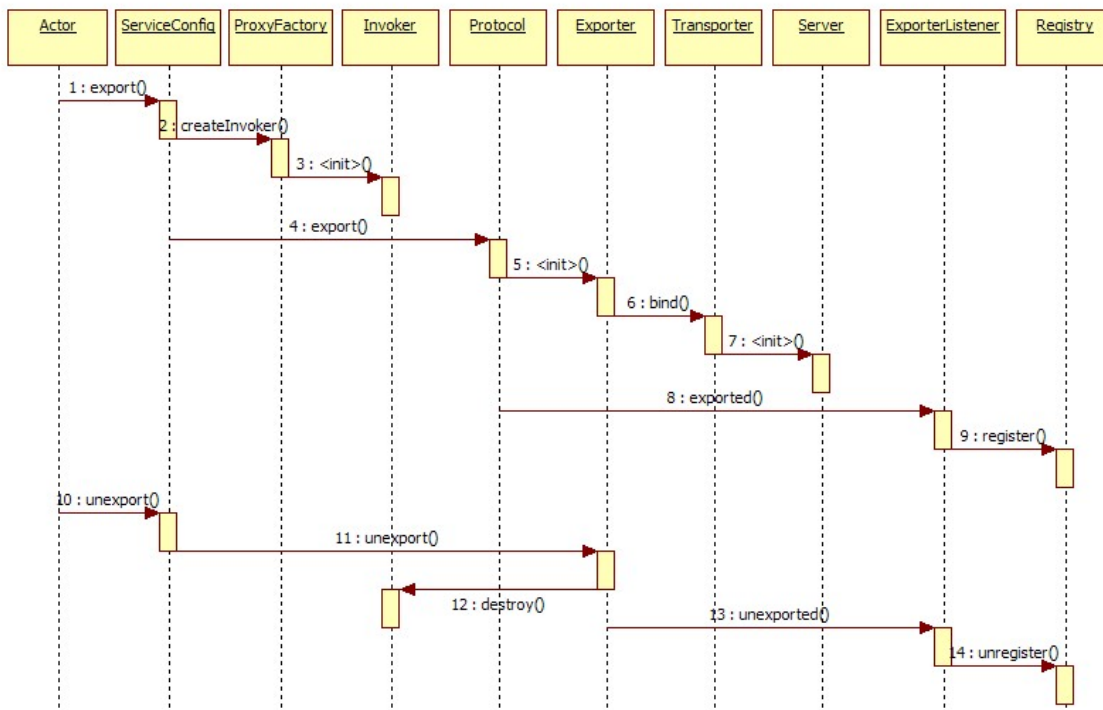 Actor ServiceConfig ProxyFactory Invoker Protocol Exporter Transporter Server ExporterListener Registry
1 : export()
2 : createInvoker()
3 : <init>()
4 : export()
5 : <init>()
6 : bind()
7 : <init>()
8 : exported()
9 : register()
10 : unexport()
11 : unexport()
12 : destroy()
13 : unexported()
14 : unregister()